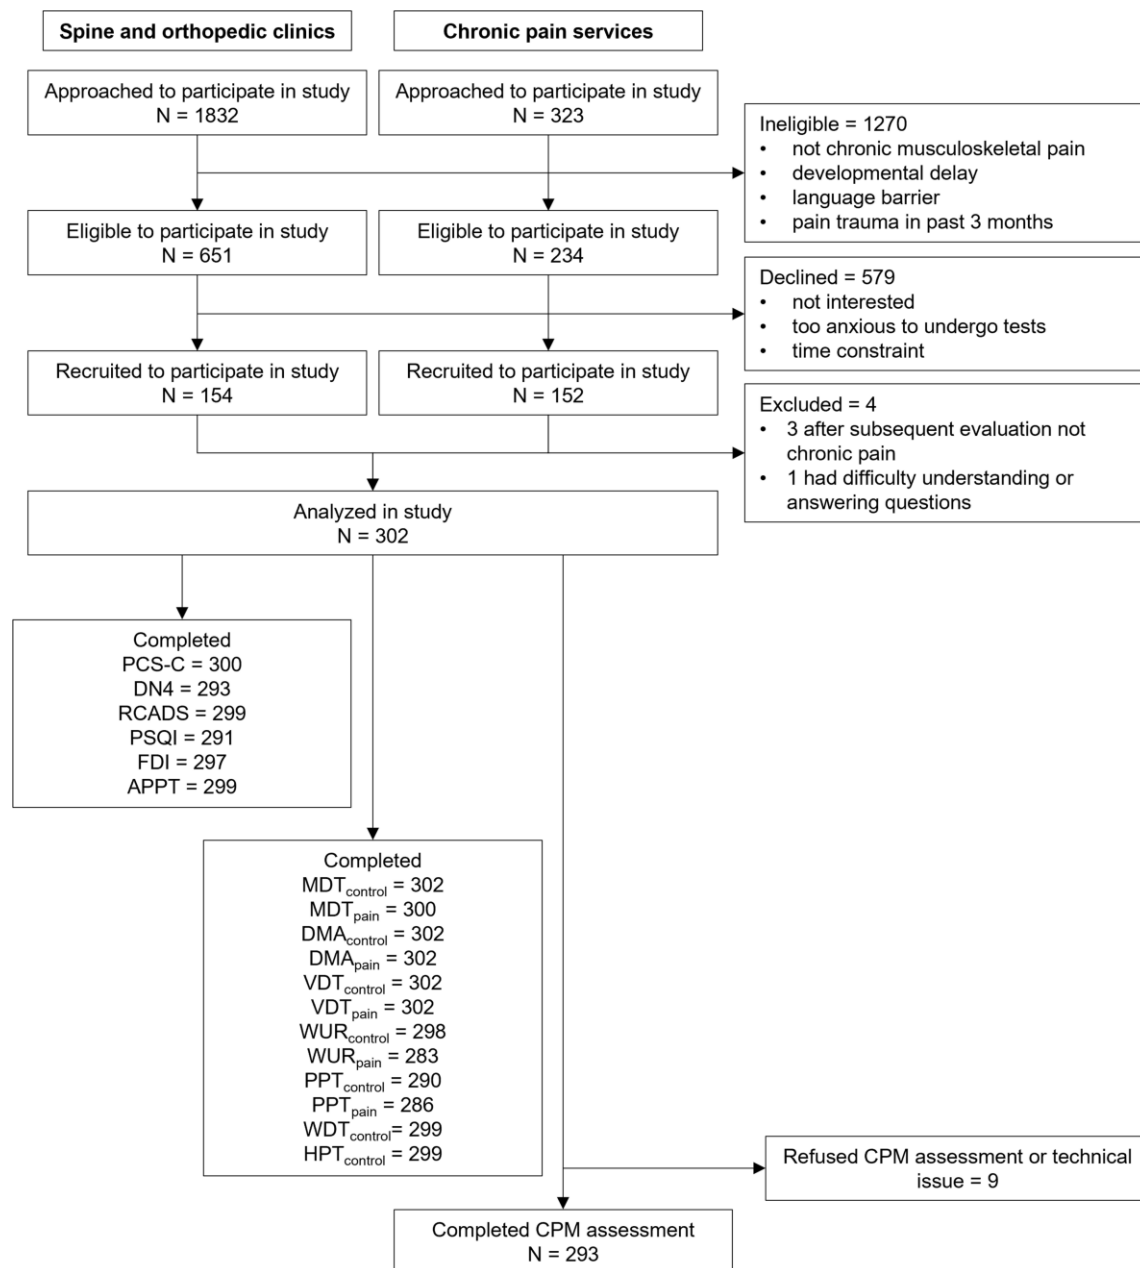 Spine and orthopedic clinics
Chronic pain services
Approached to participate in study
N = 1832
Approached to participate in study
N = 323
Ineligible = 1270
• not chronic musculoskeletal pain
• developmental delay
• language barrier
• pain trauma in past 3 months
Eligible to participate in study
N = 651
Eligible to participate in study
N = 234
Declined = 579
• not interested
• too anxious to undergo tests
• time constraint
Recruited to participate in study
N = 154
Recruited to participate in study
N = 152
Excluded = 4
• 3 after subsequent evaluation not
chronic pain
• 1 had difficulty understanding or
answering questions
Analyzed in study
N = 302
Completed
PCS-C = 300
DN4 = 293
RCADS = 299
PSQI = 291
FDI = 297
APPT = 299
Completed
MDTcontrol = 302
MDTpain = 300
DMAcontrol = 302
DMApain = 302
VDTcontrol = 302
VDTpain = 302
WURcontrol = 298
WURpain = 283
PPTcontrol = 290
PPTpain = 286
WDTcontrol= 299
HPTcontrol = 299
Refused CPM assessment or technical
issue = 9
Completed CPM assessment
N = 293